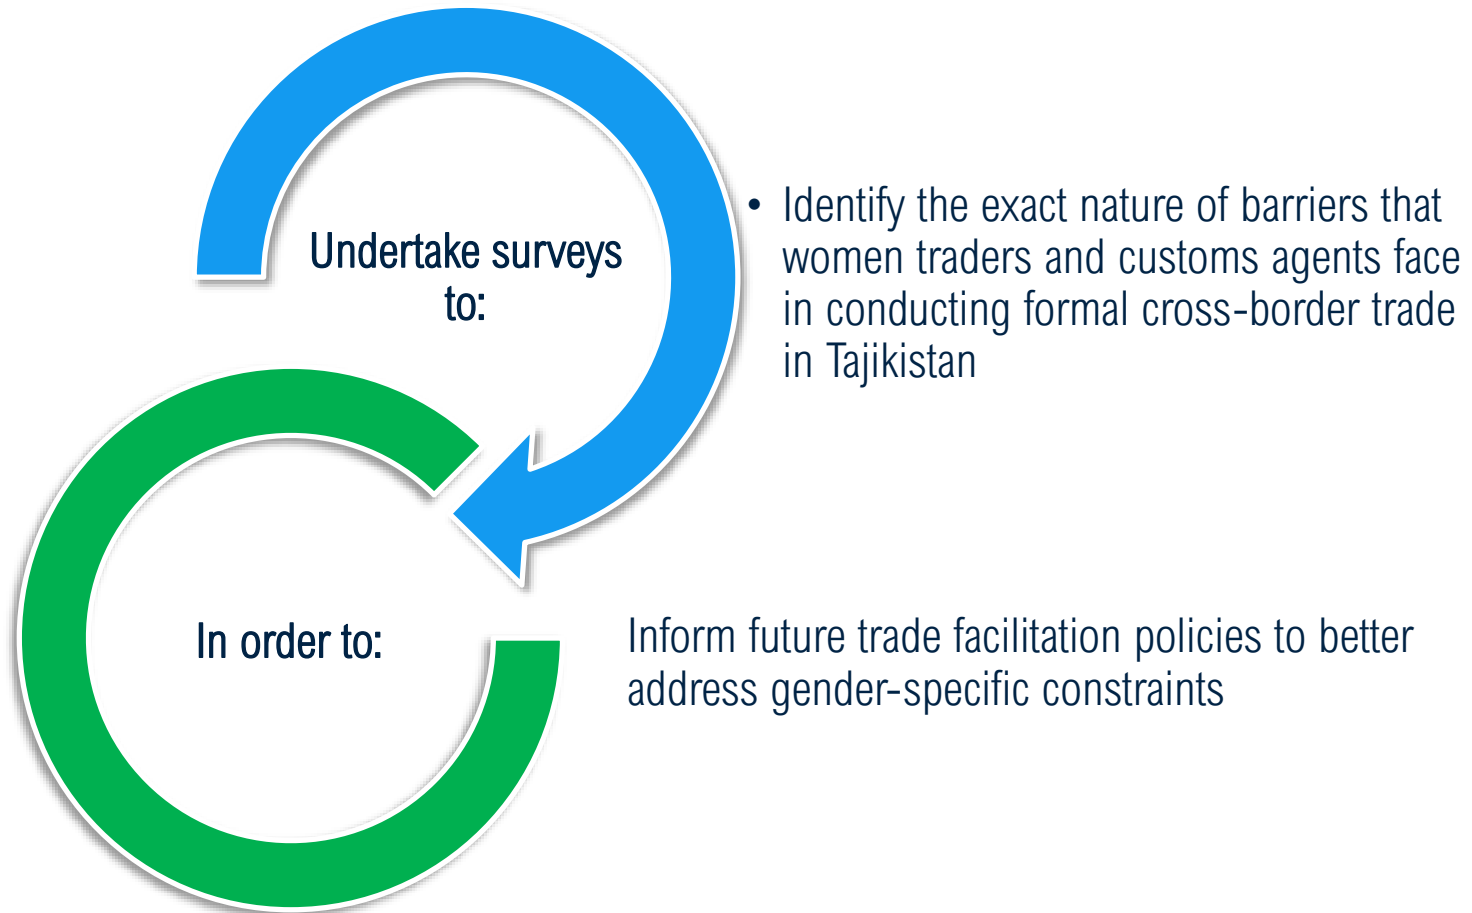 Undertake surveys
to:
• Identify the exact nature of barriers that
women traders and customs agents face
in conducting formal cross-border trade
in Tajikistan
In order to:
Inform future trade facilitation policies to better
address gender-specific constraints